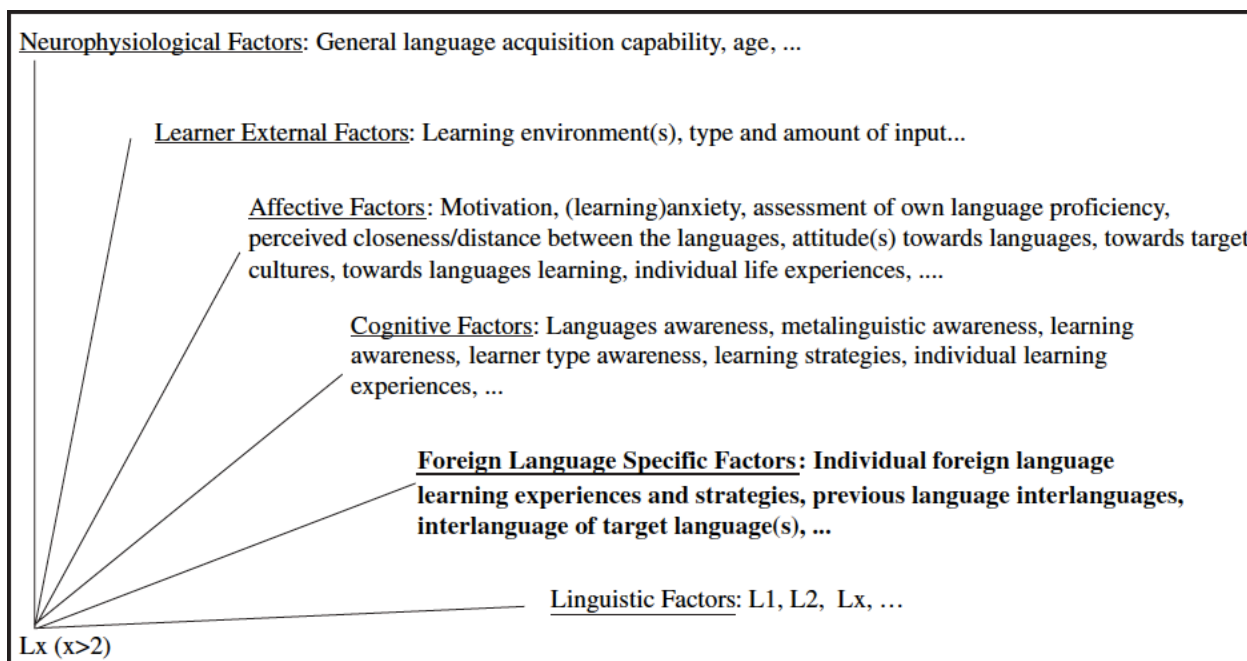 Neurophysiological Factors: General language acquisition capability, age, ...
Learner External Factors: Learning environment(s), type and amount of input...
Affective Factors: Motivation, (learning)anxiety, assessment of own language proficiency,
perceived closeness/distance between the languages, attitude(s) towards languages, towards target
cultures, towards languages learning, individual life experiences, ....
Cognitive Factors: Languages awareness, metalinguistic awareness, learning
awareness, learner type awareness, learning strategies, individual learning
experiences, ...
Foreign Language Specific Factors: Individual foreign language
learning experiences and strategies, previous language interlanguages,
interlanguage of target language(s), ...
Linguistic Factors: L1, L2, Lx, …
Lx (x>2)